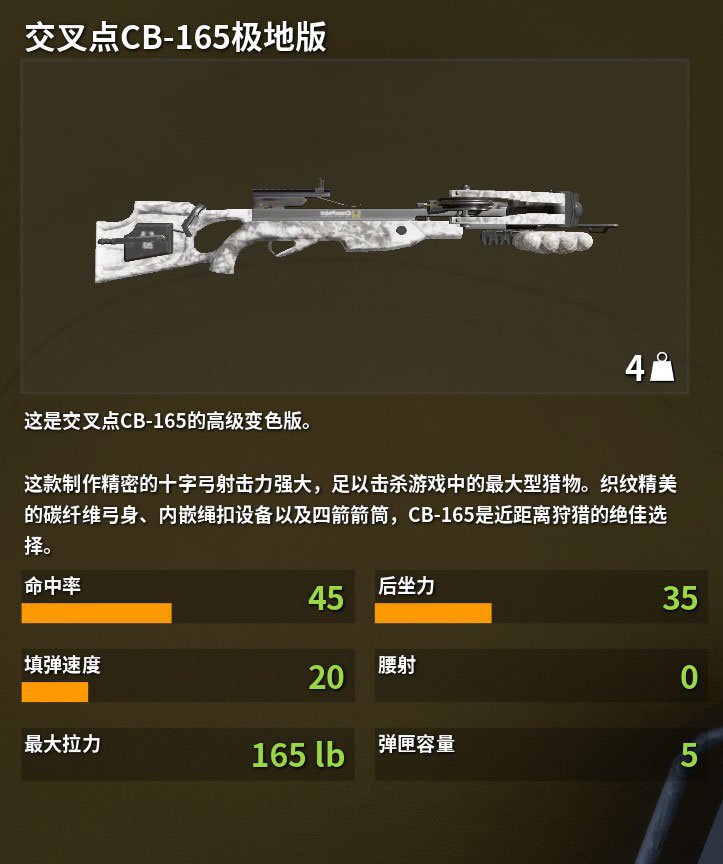 交叉点CB-165极地版
4
这是交叉点CB-165的高级变色版。
这款制作精密的十字弓射击力强大，足以击杀游戏中的最大型猎物。织纹精美
的碳纤维弓身、内嵌绳扣设备以及四箭箭筒，CB-165是近距离狩猎的绝佳选
择。
命中率 45
后坐力 35
填弹速度 20
腰射 0
最大拉力 165 lb
弹匣容量 5